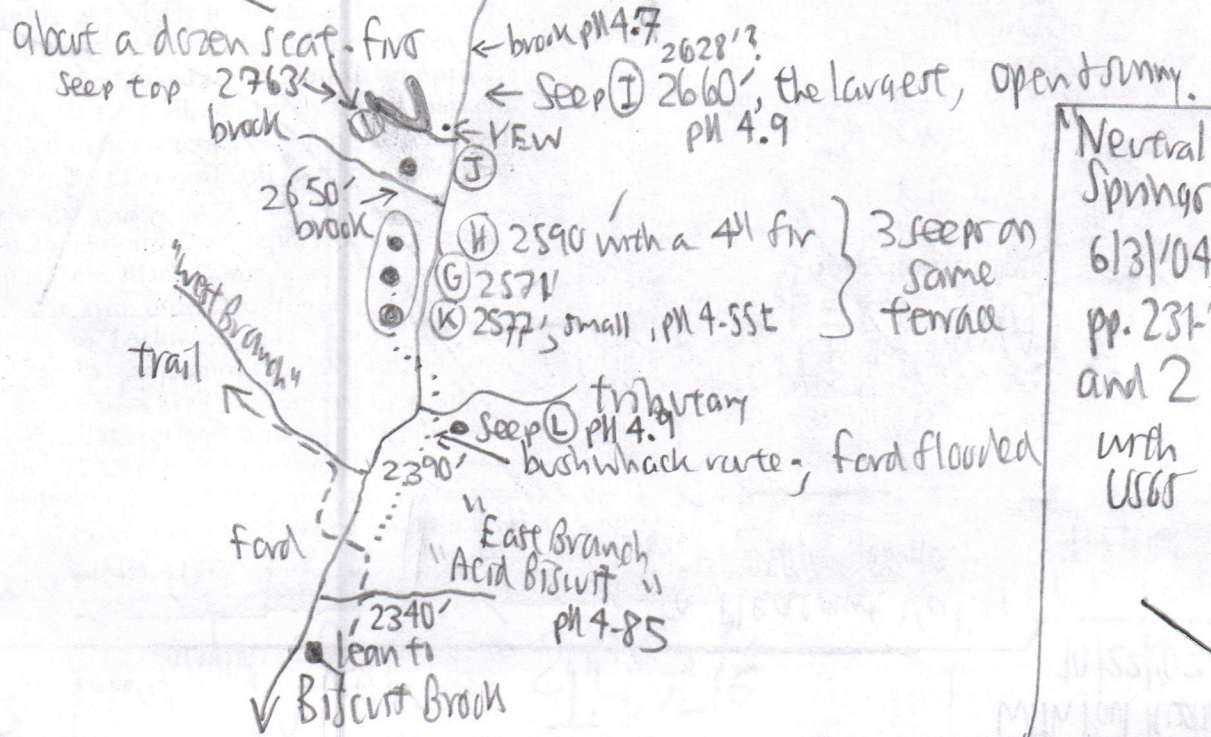 about a dozen scat. firs
seep top 2763'
brook
←brook pH 4.7
2628'?
← Seep I 2660', the largest, open + sunny.
pH 4.9
← YEW
J
2650'
brook
H 2590' with a 4" fir
G 2571'
K 2577', small, pH 4.55t
3 seeps on
same
terrace
"West Branch"
trail
tributary
Seep L pH 4.9
bushwhack route; ford flooded
2390'
ford
"East Branch
"Acid Biscuit"
pH 4.85
2340'
lean to
Biscuit Brook
"Neutral
Springs
6/3/'04
pp. 231-
and 2
with
USGS